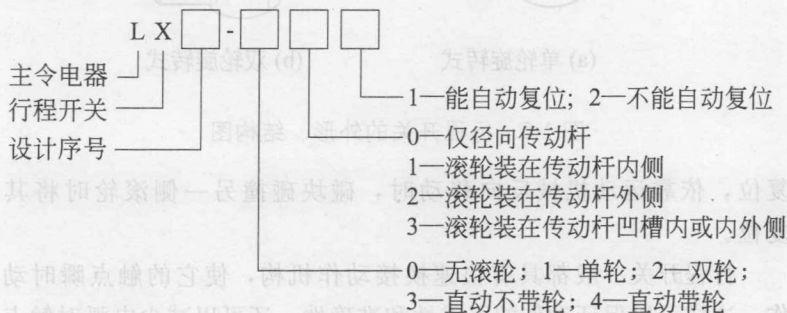 LX□-□□□
主令电器
行程开关
设计序号
1—能自动复位；2—不能自动复位
0—仅径向传动杆
1—滚轮装在传动杆内侧
2—滚轮装在传动杆外侧
3—滚轮装在传动杆凹槽内或内外侧
0—无滚轮；1—单轮；2—双轮；
3—直动不带轮；4—直动带轮